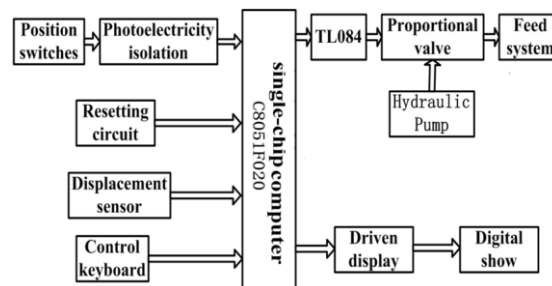 Position
switches
Photoelectricity
isolation
TL084
Proportional
valve
Feed
system
Hydraulic
Pump
Resetting
circuit
single-chip computer
C8051F020
Displacement
sensor
Control
keyboard
Driven
display
Digital
show